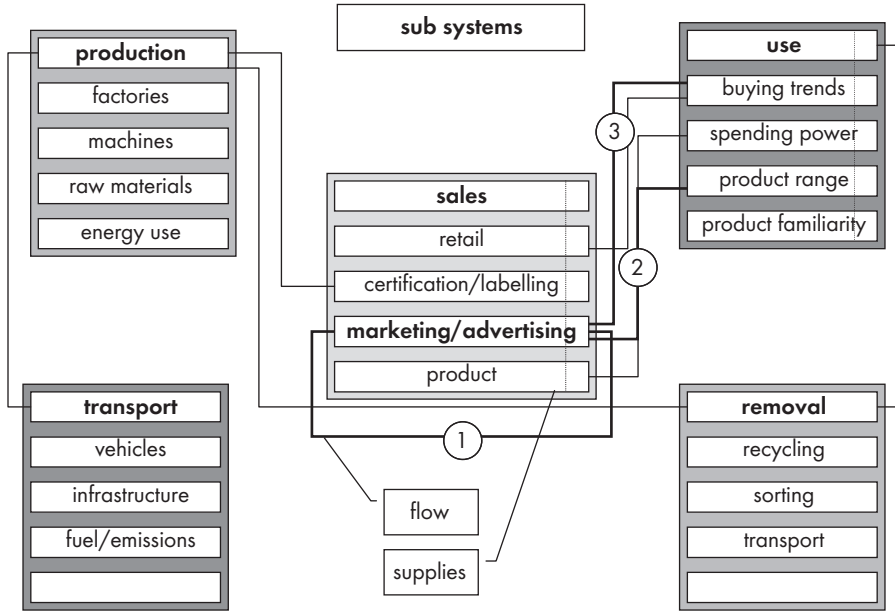 sub systems
production
factories
machines
raw materials
energy use
use
buying trends
spending power
product range
product familiarity
3
2
sales
retail
certification/labelling
marketing/advertising
product
1
transport
vehicles
infrastructure
fuel/emissions
flow
supplies
removal
recycling
sorting
transport